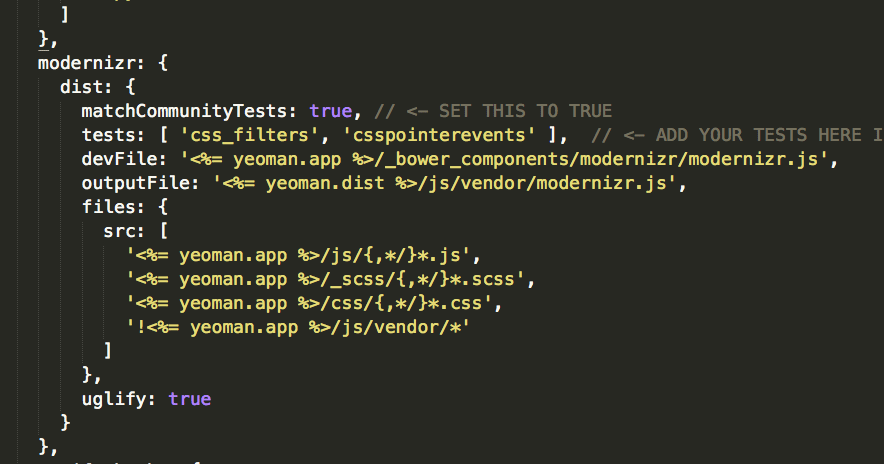 ]
},
modernizr: {
dist: {
matchCommunityTests: true, // <- SET THIS TO TRUE
tests: [ 'css_filters', 'csspointerevents' ],  // <- ADD YOUR TESTS HERE I
devFile: '<%= yeoman.app %>/_bower_components/modernizr/modernizr.js',
outputFile: '<%= yeoman.dist %>/js/vendor/modernizr.js',
files: {
src: [
'<%= yeoman.app %>/js/{,*/}*.js',
'<%= yeoman.app %>/_scss/{,*/}*.scss',
'<%= yeoman.app %>/css/{,*/}*.css',
'!<%= yeoman.app %>/js/vendor/*'
]
},
uglify: true
}
},